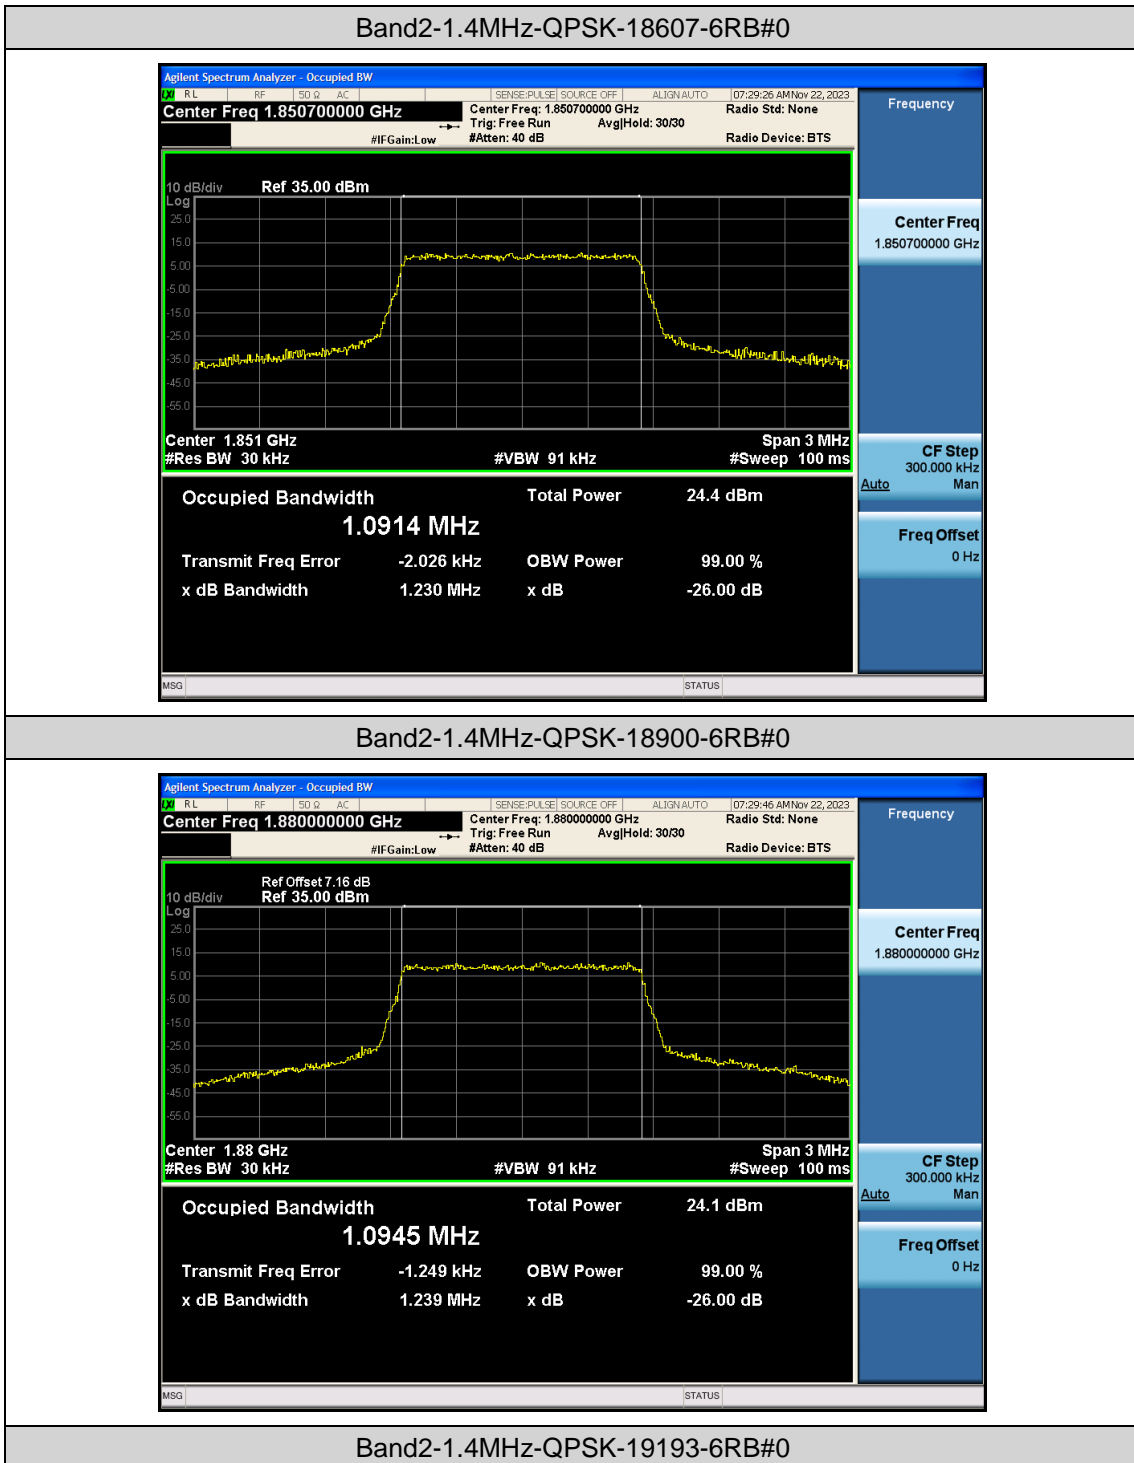 Band2-1.4MHz-QPSK-18607-6RB#0
Agilent Spectrum Analyzer - Occupied BW
LXI RL RF 50 Ω AC SENSE:PULSE SOURCE OFF ALIGN AUTO 07:29:26 AM Nov 22, 2023
Center Freq 1.850700000 GHz Center Freq: 1.850700000 GHz Radio Std: None Frequency
Trig: Free Run Avg|Hold: 30/30
#IFGain:Low #Atten: 40 dB Radio Device: BTS
10 dB/div Ref 35.00 dBm
Log
25.0
15.0
5.00
-5.00
-15.0
-25.0
-35.0
-45.0
-55.0
Center 1.851 GHz Span 3 MHz
#Res BW 30 kHz #VBW 91 kHz #Sweep 100 ms
Occupied Bandwidth Total Power 24.4 dBm
1.0914 MHz
Transmit Freq Error -2.026 kHz OBW Power 99.00 %
x dB Bandwidth 1.230 MHz x dB -26.00 dB
Center Freq
1.850700000 GHz
CF Step
300.000 kHz
Auto Man
Freq Offset
0 Hz
MSG STATUS
Band2-1.4MHz-QPSK-18900-6RB#0
Agilent Spectrum Analyzer - Occupied BW
LXI RL RF 50 Ω AC SENSE:PULSE SOURCE OFF ALIGN AUTO 07:29:46 AM Nov 22, 2023
Center Freq 1.880000000 GHz Center Freq: 1.880000000 GHz Radio Std: None Frequency
Trig: Free Run Avg|Hold: 30/30
#IFGain:Low #Atten: 40 dB Radio Device: BTS
Ref Offset 7.16 dB
10 dB/div Ref 35.00 dBm
Log
25.0
15.0
5.00
-5.00
-15.0
-25.0
-35.0
-45.0
-55.0
Center 1.88 GHz Span 3 MHz
#Res BW 30 kHz #VBW 91 kHz #Sweep 100 ms
Occupied Bandwidth Total Power 24.1 dBm
1.0945 MHz
Transmit Freq Error -1.249 kHz OBW Power 99.00 %
x dB Bandwidth 1.239 MHz x dB -26.00 dB
Center Freq
1.880000000 GHz
CF Step
300.000 kHz
Auto Man
Freq Offset
0 Hz
MSG STATUS
Band2-1.4MHz-QPSK-19193-6RB#0